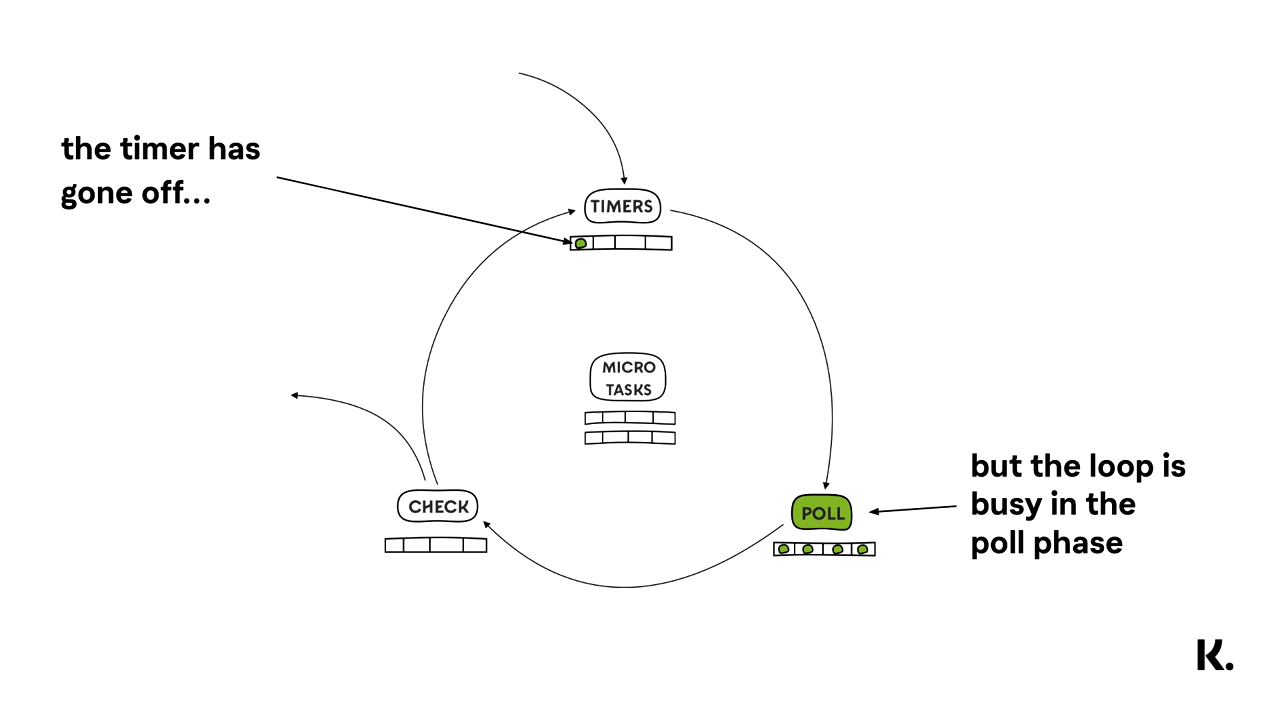 the timer has
gone off...
TIMERS
MICRO
TASKS
CHECK
POLL
but the loop is
busy in the
poll phase
K.